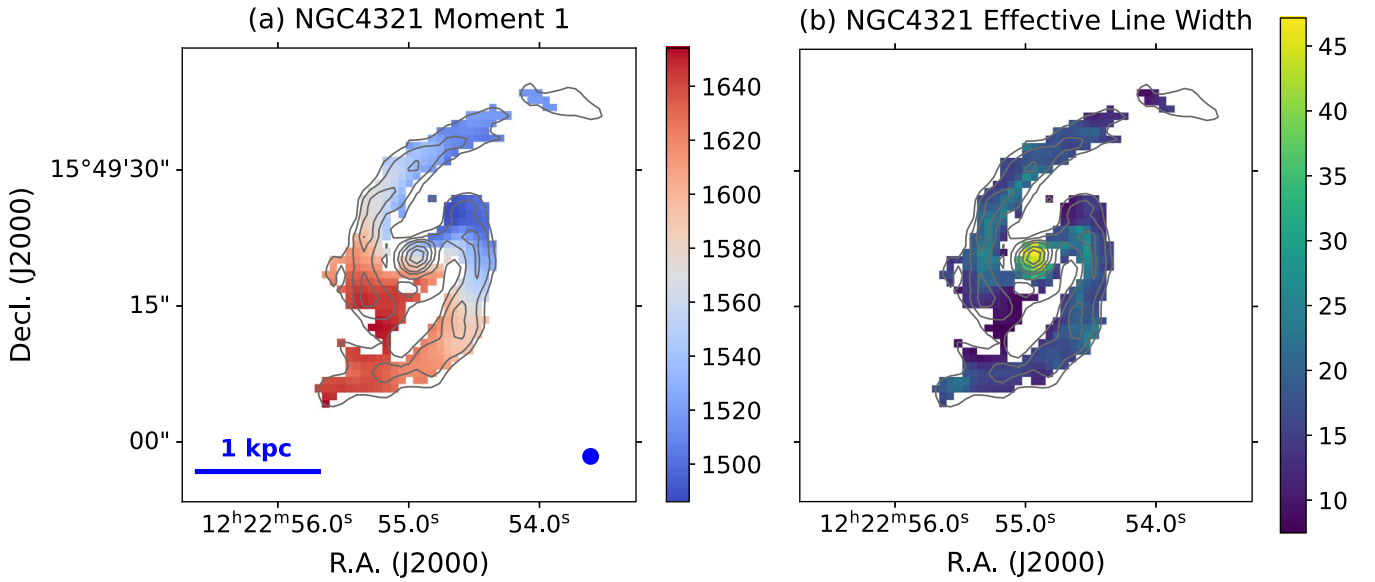 (a) NGC4321 Moment 1
Decl. (J2000)
15°49'30"
15"
00"
1 kpc
12ʰ22ᵐ56.0ˢ
55.0ˢ
54.0ˢ
R.A. (J2000)
1640
1620
1600
1580
1560
1540
1520
1500
(b) NGC4321 Effective Line Width
12ʰ22ᵐ56.0ˢ
55.0ˢ
54.0ˢ
R.A. (J2000)
45
40
35
30
25
20
15
10